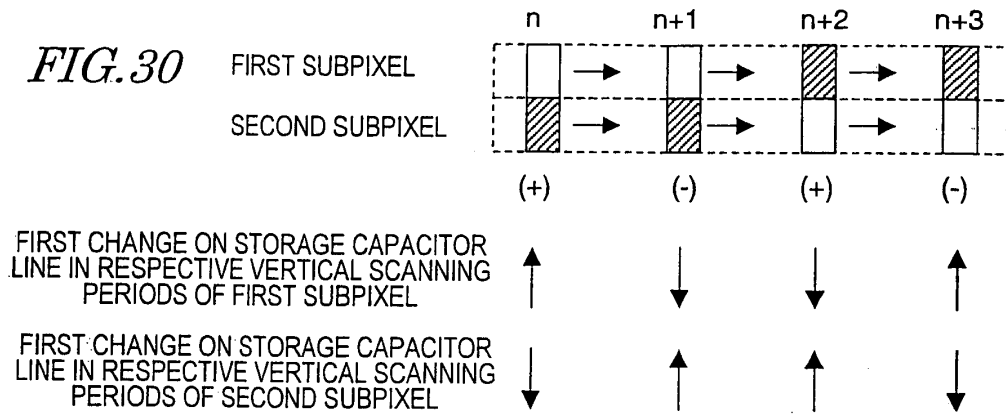 n n+1 n+2 n+3
FIG.30 FIRST SUBPIXEL
SECOND SUBPIXEL
(+) (-) (+) (-)
FIRST CHANGE ON STORAGE CAPACITOR
LINE IN RESPECTIVE VERTICAL SCANNING
PERIODS OF FIRST SUBPIXEL
FIRST CHANGE ON STORAGE CAPACITOR
LINE IN RESPECTIVE VERTICAL SCANNING
PERIODS OF SECOND SUBPIXEL